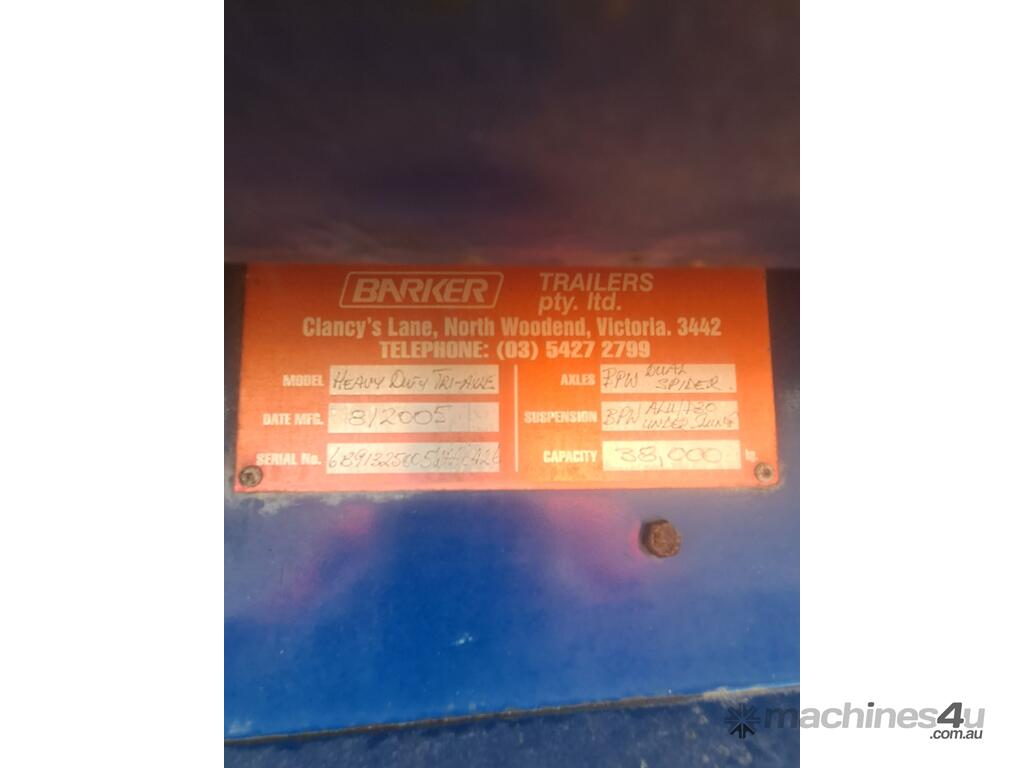 BARKER TRAILERS
pty. ltd.
Clancy's Lane, North Woodend, Victoria. 3442
TELEPHONE: (03) 5427 2799
MODEL HEAVY DUTY TRI-AXLE
DATE MFG. 8/2005
SERIAL No.
AXLES BPW DUAL
SPIDER.
SUSPENSION BPW
CAPACITY 38,000 kg.
machines4u
.com.au